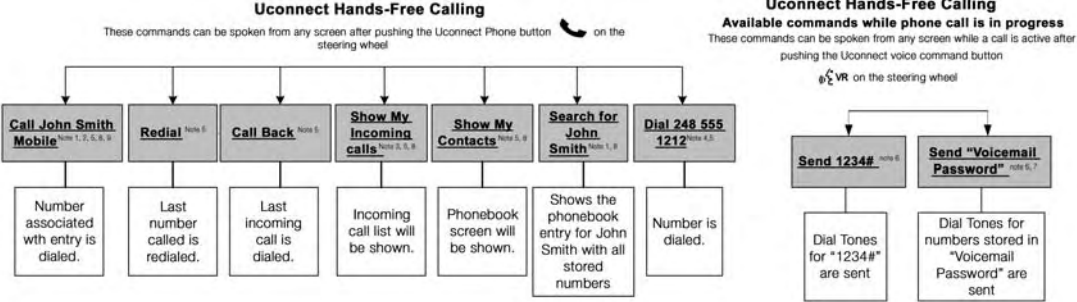 Uconnect Hands-Free Calling
These commands can be spoken from any screen after pushing the Uconnect Phone button on the
steering wheel
Call John Smith
Mobile Note 1, 2, 5, 8, 9
Redial Note 5
Call Back Note 5
Show My
Incoming
calls Note 3, 5, 8
Show My
Contacts Note 5, 8
Search for
John
Smith Note 1, 8
Dial 248 555
1212 Note 4,5
Number
associated
wth entry is
dialed.
Last
number
called is
redialed.
Last
incoming
call is
dialed.
Incoming
call list will
be shown.
Phonebook
screen will
be shown.
Shows the
phonebook
entry for John
Smith with all
stored
numbers
Number is
dialed.
Uconnect Hands-Free Calling
Available commands while phone call is in progress
These commands can be spoken from any screen while a call is active after
pushing the Uconnect voice command button
VR on the steering wheel
Send 1234# note 6
Send “Voicemail
Password” note 6, 7
Dial Tones
for “1234#”
are sent
Dial Tones for
numbers stored in
“Voicemail
Password” are
sent